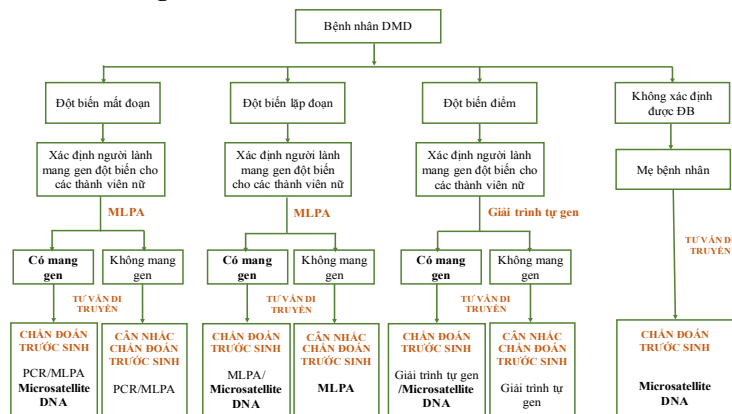 Bệnh nhân DMD
Đột biến mất đoạn
Đột biến lặp đoạn
Đột biến điểm
Không xác định
được ĐB
Xác định người lành
mang gen đột biến cho
các thành viên nữ
Xác định người lành
mang gen đột biến
cho các thành viên nữ
Xác định người lành
mang gen đột biến cho
các thành viên nữ
Mẹ bệnh nhân
MLPA
MLPA
Giải trình tự gen
Có mang
gen
Không mang
gen
Có mang
gen
Không mang
gen
Có mang
gen
Không mang
gen
TƯ VẤN DI
TRUYỀN
TƯ VẤN DI
TRUYỀN
TƯ VẤN DI
TRUYỀN
TƯ VẤN DI
TRUYỀN
CHẨN ĐOÁN
TRƯỚC SINH
PCR/MLPA
Microsatellite
DNA
CÂN NHẮC
CHẨN ĐOÁN
TRƯỚC SINH
PCR/MLPA
CHẨN ĐOÁN
TRƯỚC SINH
MLPA/
Microsatellite
DNA
CÂN NHẮC
CHẨN ĐOÁN
TRƯỚC SINH
MLPA
CHẨN ĐOÁN
TRƯỚC SINH
Giải trình tự gen
/Microsatellite
DNA
CÂN NHẮC
CHẨN ĐOÁN
TRƯỚC SINH
Giải trình tự
gen
CHẨN ĐOÁN
TRƯỚC SINH
Microsatellite
DNA